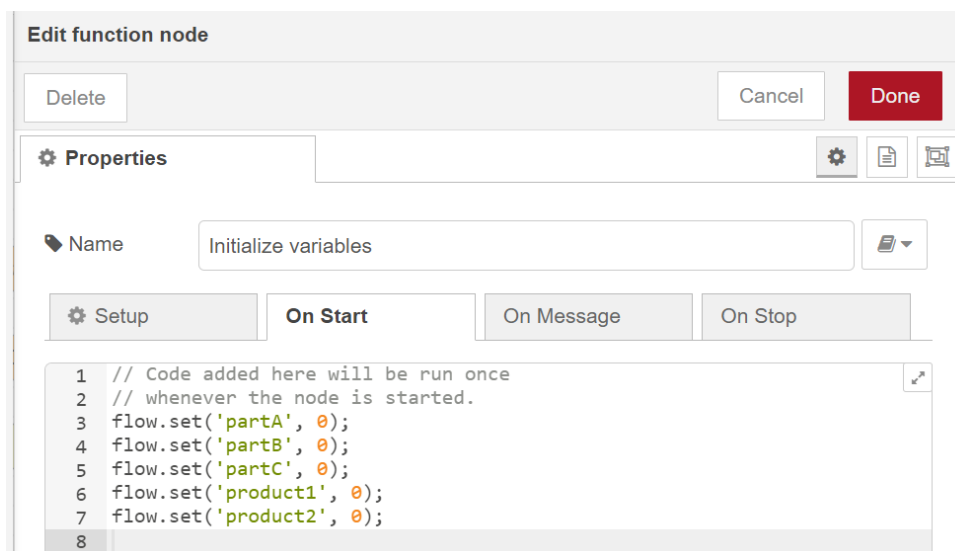 Edit function node
Delete
Cancel
Done
Properties
Name
Initialize variables
Setup
On Start
On Message
On Stop
1 // Code added here will be run once
2 // whenever the node is started.
3 flow.set('partA', 0);
4 flow.set('partB', 0);
5 flow.set('partC', 0);
6 flow.set('product1', 0);
7 flow.set('product2', 0);
8